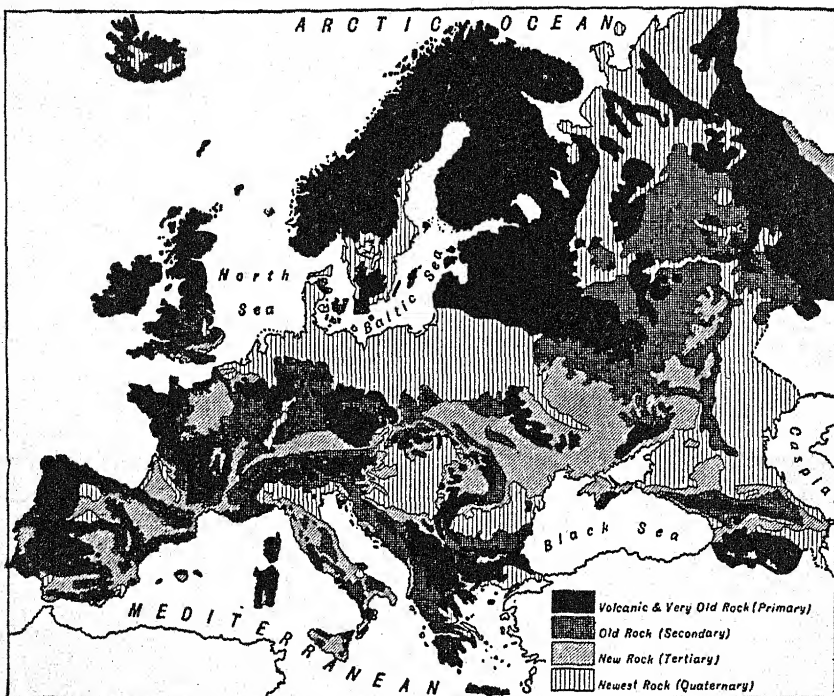 ARCTIC OCEAN
North
Sea
Baltic Sea
Caspia
Black Sea
MEDITERRANEAN S
Volcanic & Very Old Rock (Primary)
Old Rock (Secondary)
New Rock (Tertiary)
Newest Rock (Quaternary)